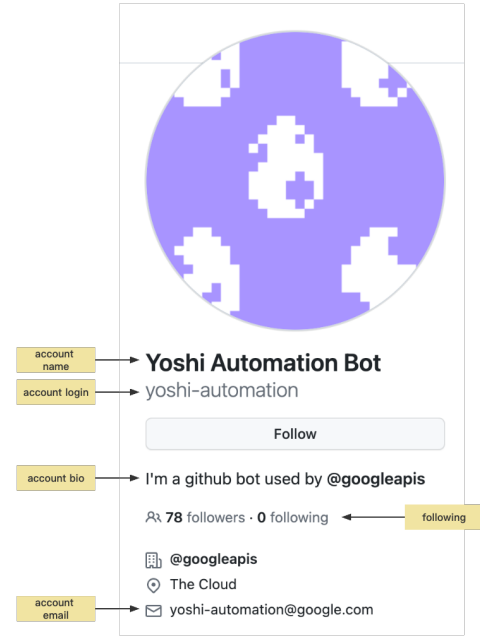 account name
Yoshi Automation Bot
account login
yoshi-automation
Follow
account bio
I'm a github bot used by @googleapis
78 followers · 0 following
following
@googleapis
The Cloud
account email
yoshi-automation@google.com